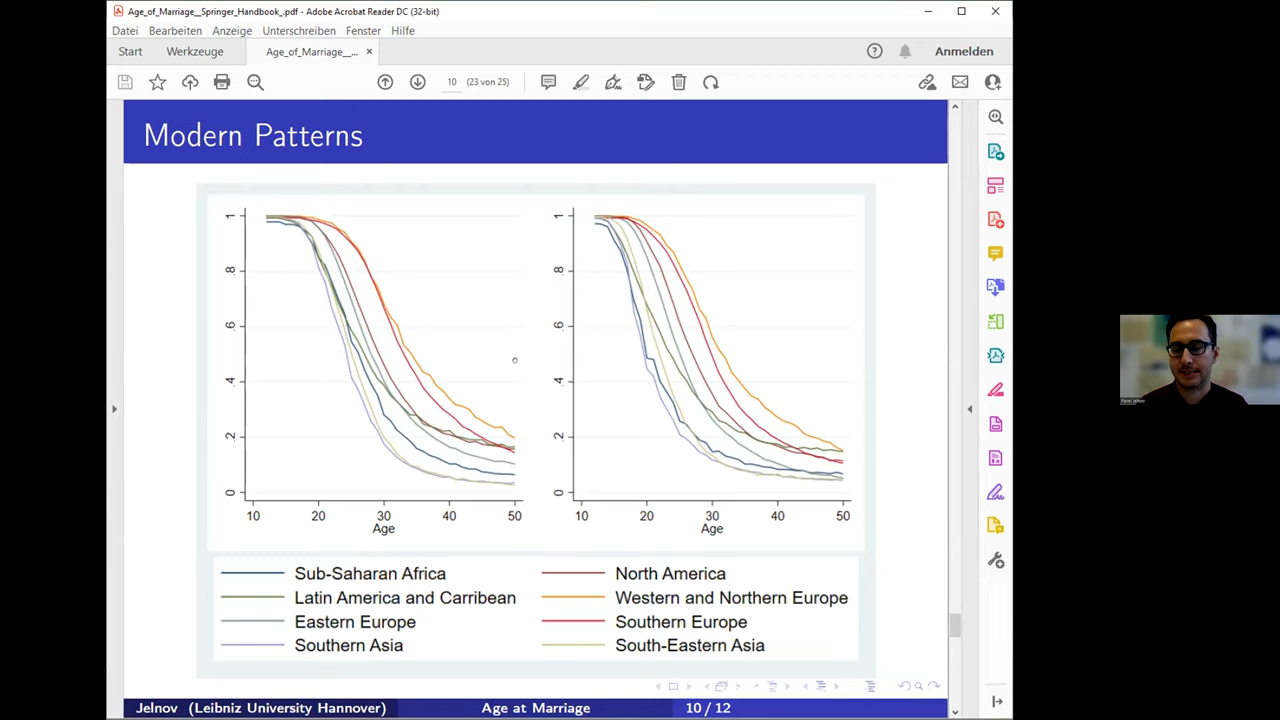 Age_of_Marriage__Springer_Handbook_.pdf - Adobe Acrobat Reader DC (32-bit)
Datei Bearbeiten Anzeige Unterschreiben Fenster Hilfe
Start Werkzeuge Age_of_Marriage__... Anmelden
10 (23 von 25)
Modern Patterns
1 1
.8 .8
.6 .6
.4 .4
.2 .2
0 0
10 20 30 40 50 10 20 30 40 50
Age Age
Sub-Saharan Africa North America
Latin America and Carribean Western and Northern Europe
Eastern Europe Southern Europe
Southern Asia South-Eastern Asia
Jelnov (Leibniz University Hannover) Age at Marriage 10 / 12